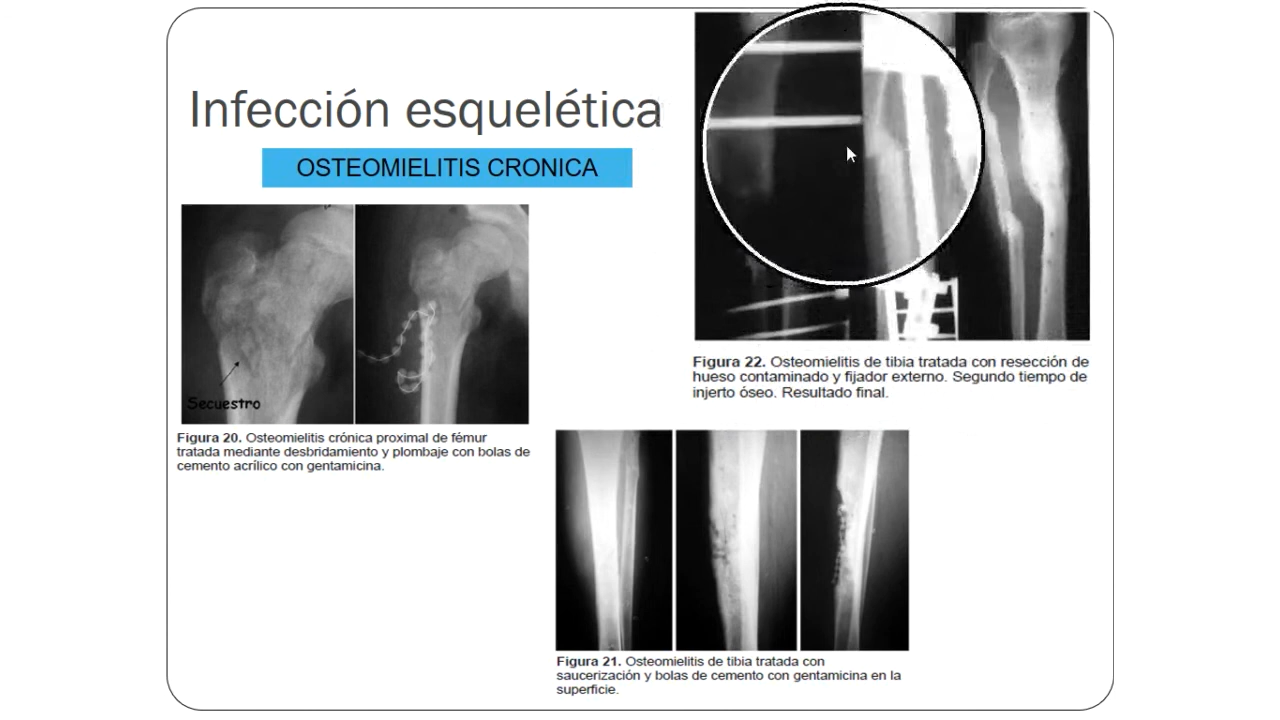 Infección esquelética
OSTEOMIELITIS CRONICA
Secuestro
Figura 20. Osteomielitis crónica proximal de fémur
tratada mediante desbridamiento y plombaje con bolas de
cemento acrílico con gentamicina.
Figura 22. Osteomielitis de tibia tratada con resección de
hueso contaminado y fijador externo. Segundo tiempo de
injerto óseo. Resultado final.
Figura 21. Osteomielitis de tibia tratada con
saucerización y bolas de cemento con gentamicina en la
superficie.